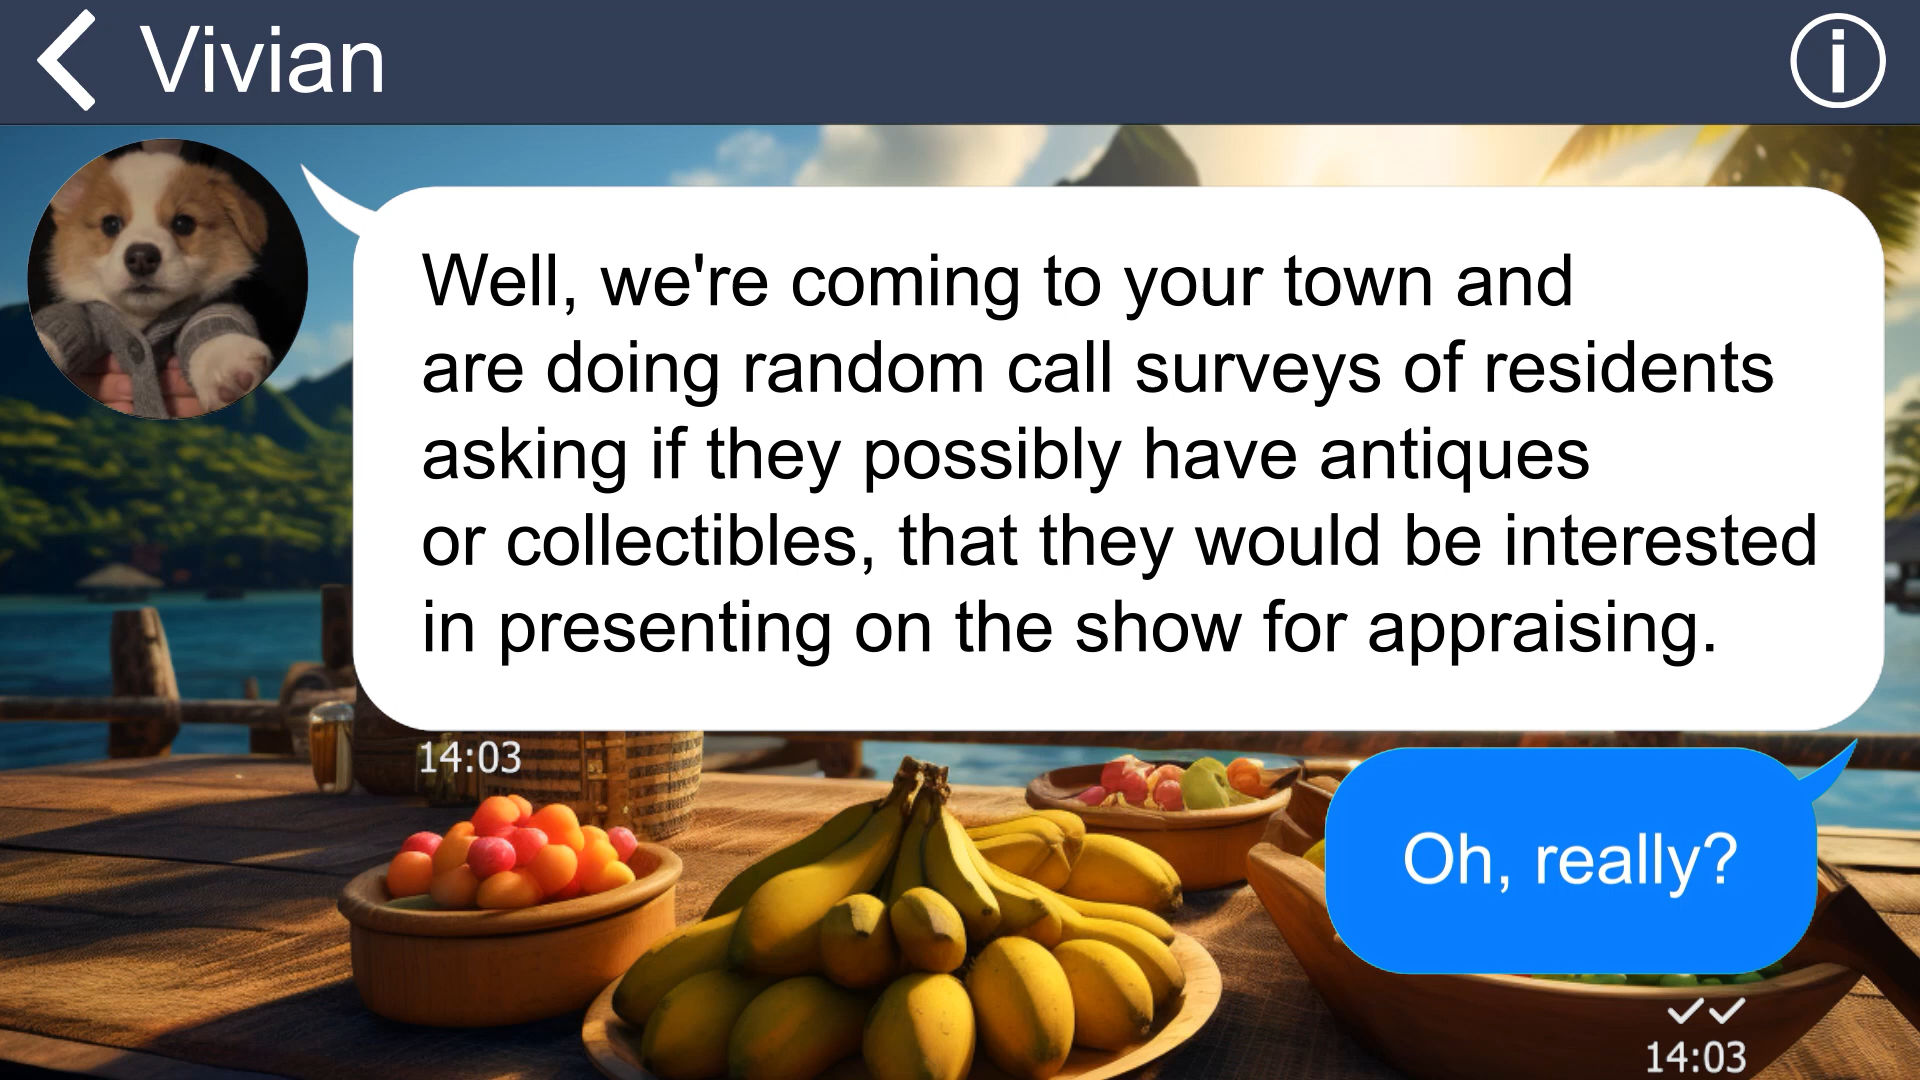 Vivian
Well, we're coming to your town and
are doing random call surveys of residents
asking if they possibly have antiques
or collectibles, that they would be interested
in presenting on the show for appraising.
14:03
Oh, really?
14:03